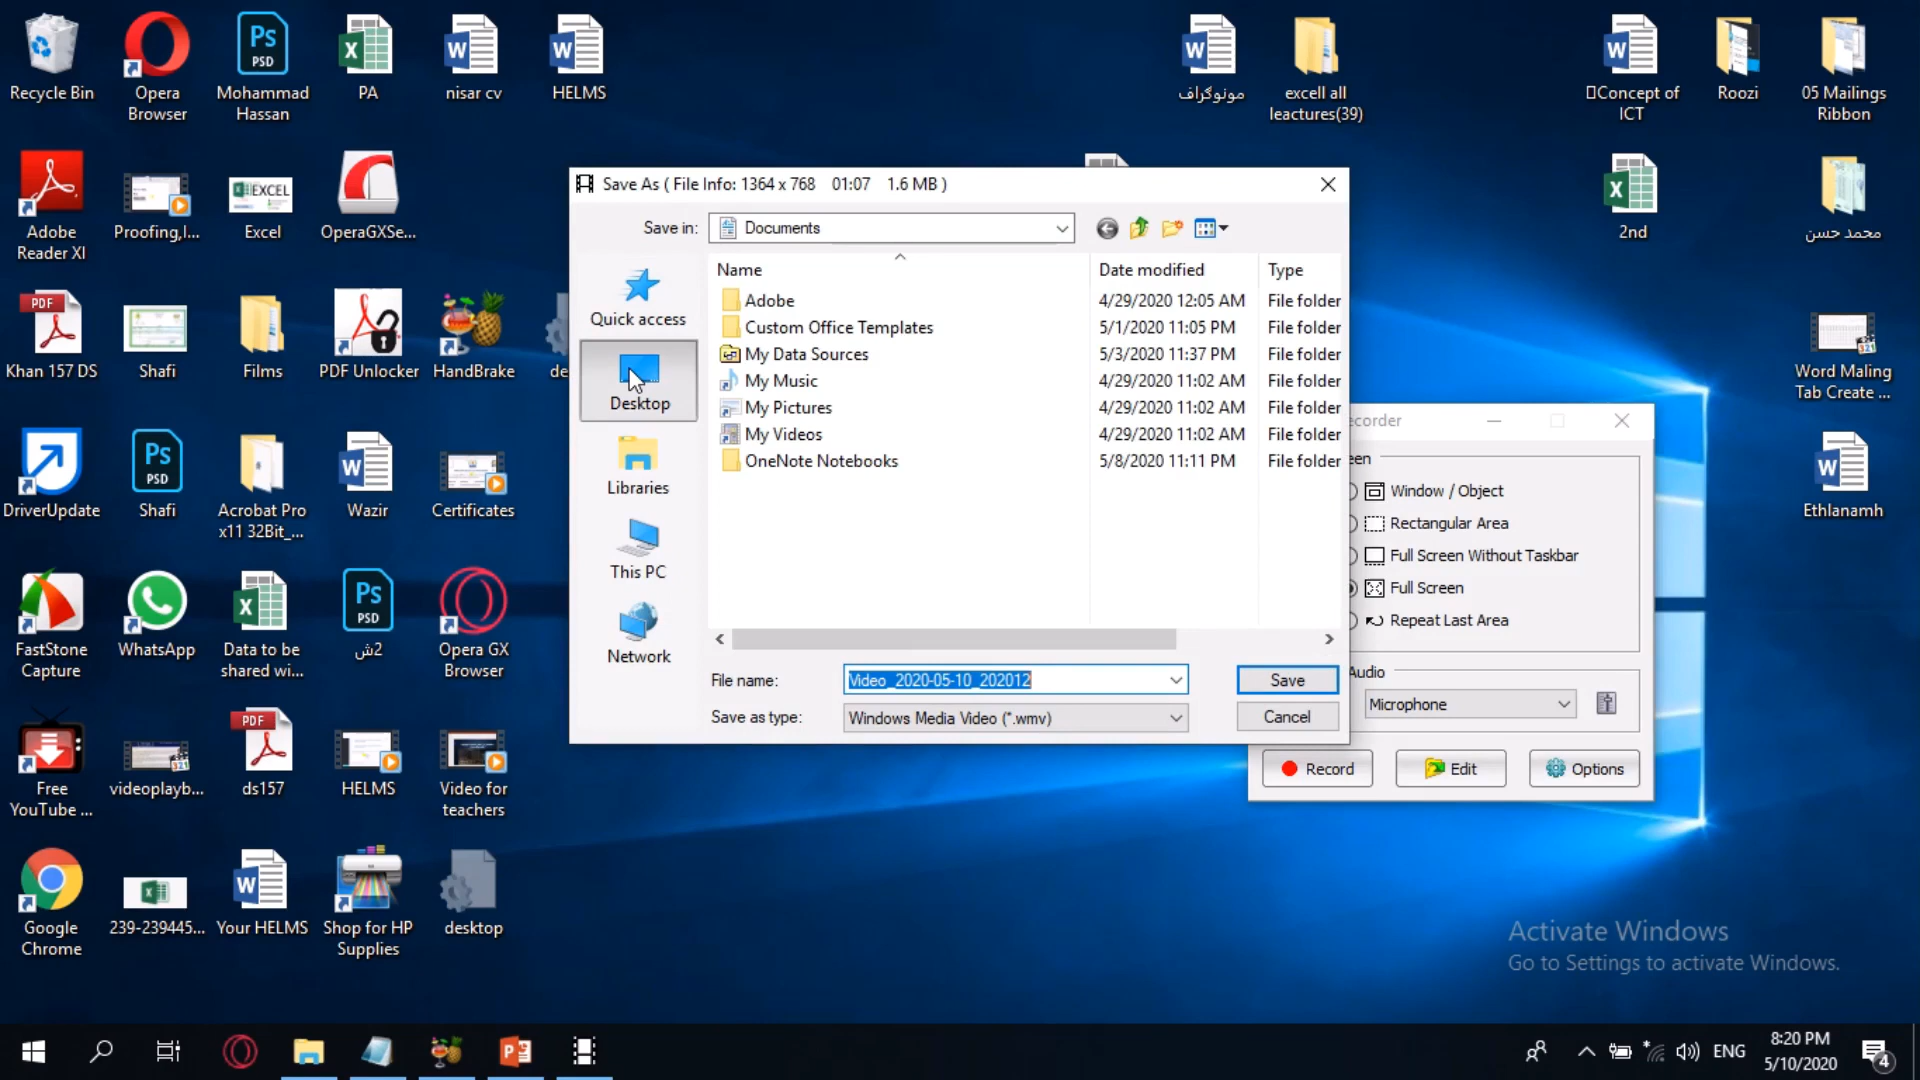 Recycle Bin
Opera
Browser
Ps
PSD
Mohammad
Hassan
PA
nisar cv
HELMS
مونوګراف
excell all
leactures(39)
Concept of
ICT
Roozi
05 Mailings
Ribbon
Adobe
Reader XI
Proofing,I...
EXCEL
Excel
OperaGXSe...
2nd
محمد حسن
PDF
Khan 157 DS
Shafi
Films
PDF Unlocker
HandBrake
de
Word Maling
Tab Create ...
DriverUpdate
Ps
PSD
Shafi
Acrobat Pro
x11 32Bit_...
Wazir
Certificates
Ethlanamh
FastStone
Capture
WhatsApp
Data to be
shared wi...
Ps
PSD
ش2
Opera GX
Browser
Free
YouTube ...
videoplayb...
PDF
ds157
HELMS
Video for
teachers
Google
Chrome
239-239445...
Your HELMS
Shop for HP
Supplies
desktop
Save As ( File Info: 1364 x 768 01:07 1.6 MB )
Save in:
Documents
Quick access
Desktop
Libraries
This PC
Network
Name
Date modified
Type
Adobe
4/29/2020 12:05 AM
File folder
Custom Office Templates
5/1/2020 11:05 PM
File folder
My Data Sources
5/3/2020 11:37 PM
File folder
My Music
4/29/2020 11:02 AM
File folder
My Pictures
4/29/2020 11:02 AM
File folder
My Videos
4/29/2020 11:02 AM
File folder
OneNote Notebooks
5/8/2020 11:11 PM
File folder
File name:
Video_2020-05-10_202012
Save
Save as type:
Windows Media Video (*.wmv)
Cancel
ecorder
een
Window / Object
Rectangular Area
Full Screen Without Taskbar
Full Screen
Repeat Last Area
Audio
Microphone
Record
Edit
Options
Activate Windows
Go to Settings to activate Windows.
ENG
8:20 PM
5/10/2020
4